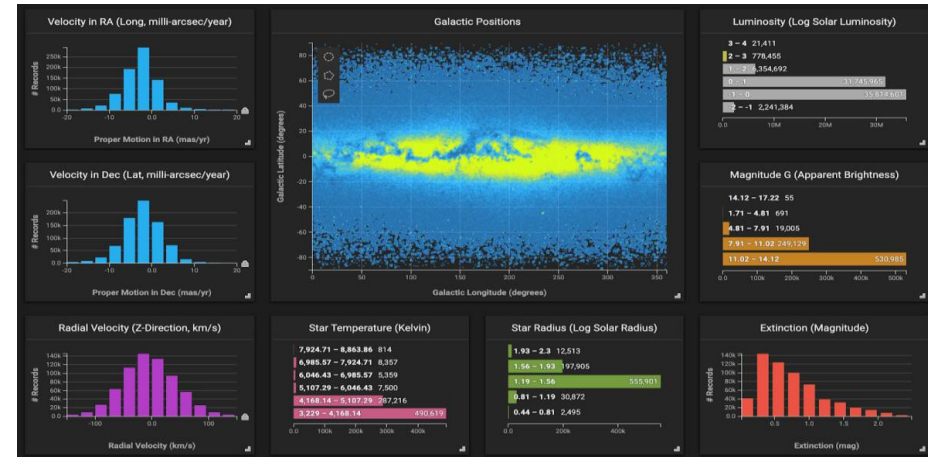 Velocity in RA (Long, milli-arcsec/year)
# Records
250k
200k
150k
100k
50k
0.0
-20 -10 0.0 10 20
Proper Motion in RA (mas/yr)
Galactic Positions
Galactic Latitude (degrees)
80
60
40
20
0
-20
-40
-60
-80
0 50 100 150 200 250 300 350
Galactic Longitude (degrees)
Luminosity (Log Solar Luminosity)
3 – 4 21,411
2 – 3 778,455
1 – 2 6,354,692
0 – 1 31,745,965
-1 – 0
-2 – -1 2,241,384
0.0 10M 20M 30M
Velocity in Dec (Lat, milli-arcsec/year)
# Records
200k
150k
100k
50k
0.0
-20 -10 0.0 10 20
Proper Motion in Dec (mas/yr)
Magnitude G (Apparent Brightness)
14.12 – 17.22 55
1.71 – 4.81 691
4.81 – 7.91 19,005
7.91 – 11.02 249,129
11.02 – 14.12 530,985
0.0 100k 200k 300k 400k 500k
Radial Velocity (Z-Direction, km/s)
# Records
140k
120k
100k
80k
60k
40k
20k
0.0
-100 0.0 100
Radial Velocity (km/s)
Star Temperature (Kelvin)
7,924.71 – 8,863.86 814
6,985.57 – 7,924.71 8,357
6,046.43 – 6,985.57 5,359
5,107.29 – 6,046.43 7,500
4,168.14 – 5,107.29 287,216
3,229 – 4,168.14 490,619
0.0 100k 200k 300k 400k
Star Radius (Log Solar Radius)
1.93 – 2.3 12,513
1.56 – 1.93 197,905
1.19 – 1.56 555,901
0.81 – 1.19 30,872
0.44 – 0.81 2,495
0.0 200k 400k
Extinction (Magnitude)
# Records
140k
120k
100k
80k
60k
40k
20k
0.0
0.5 1.0 1.5 2.0
Extinction (mag)